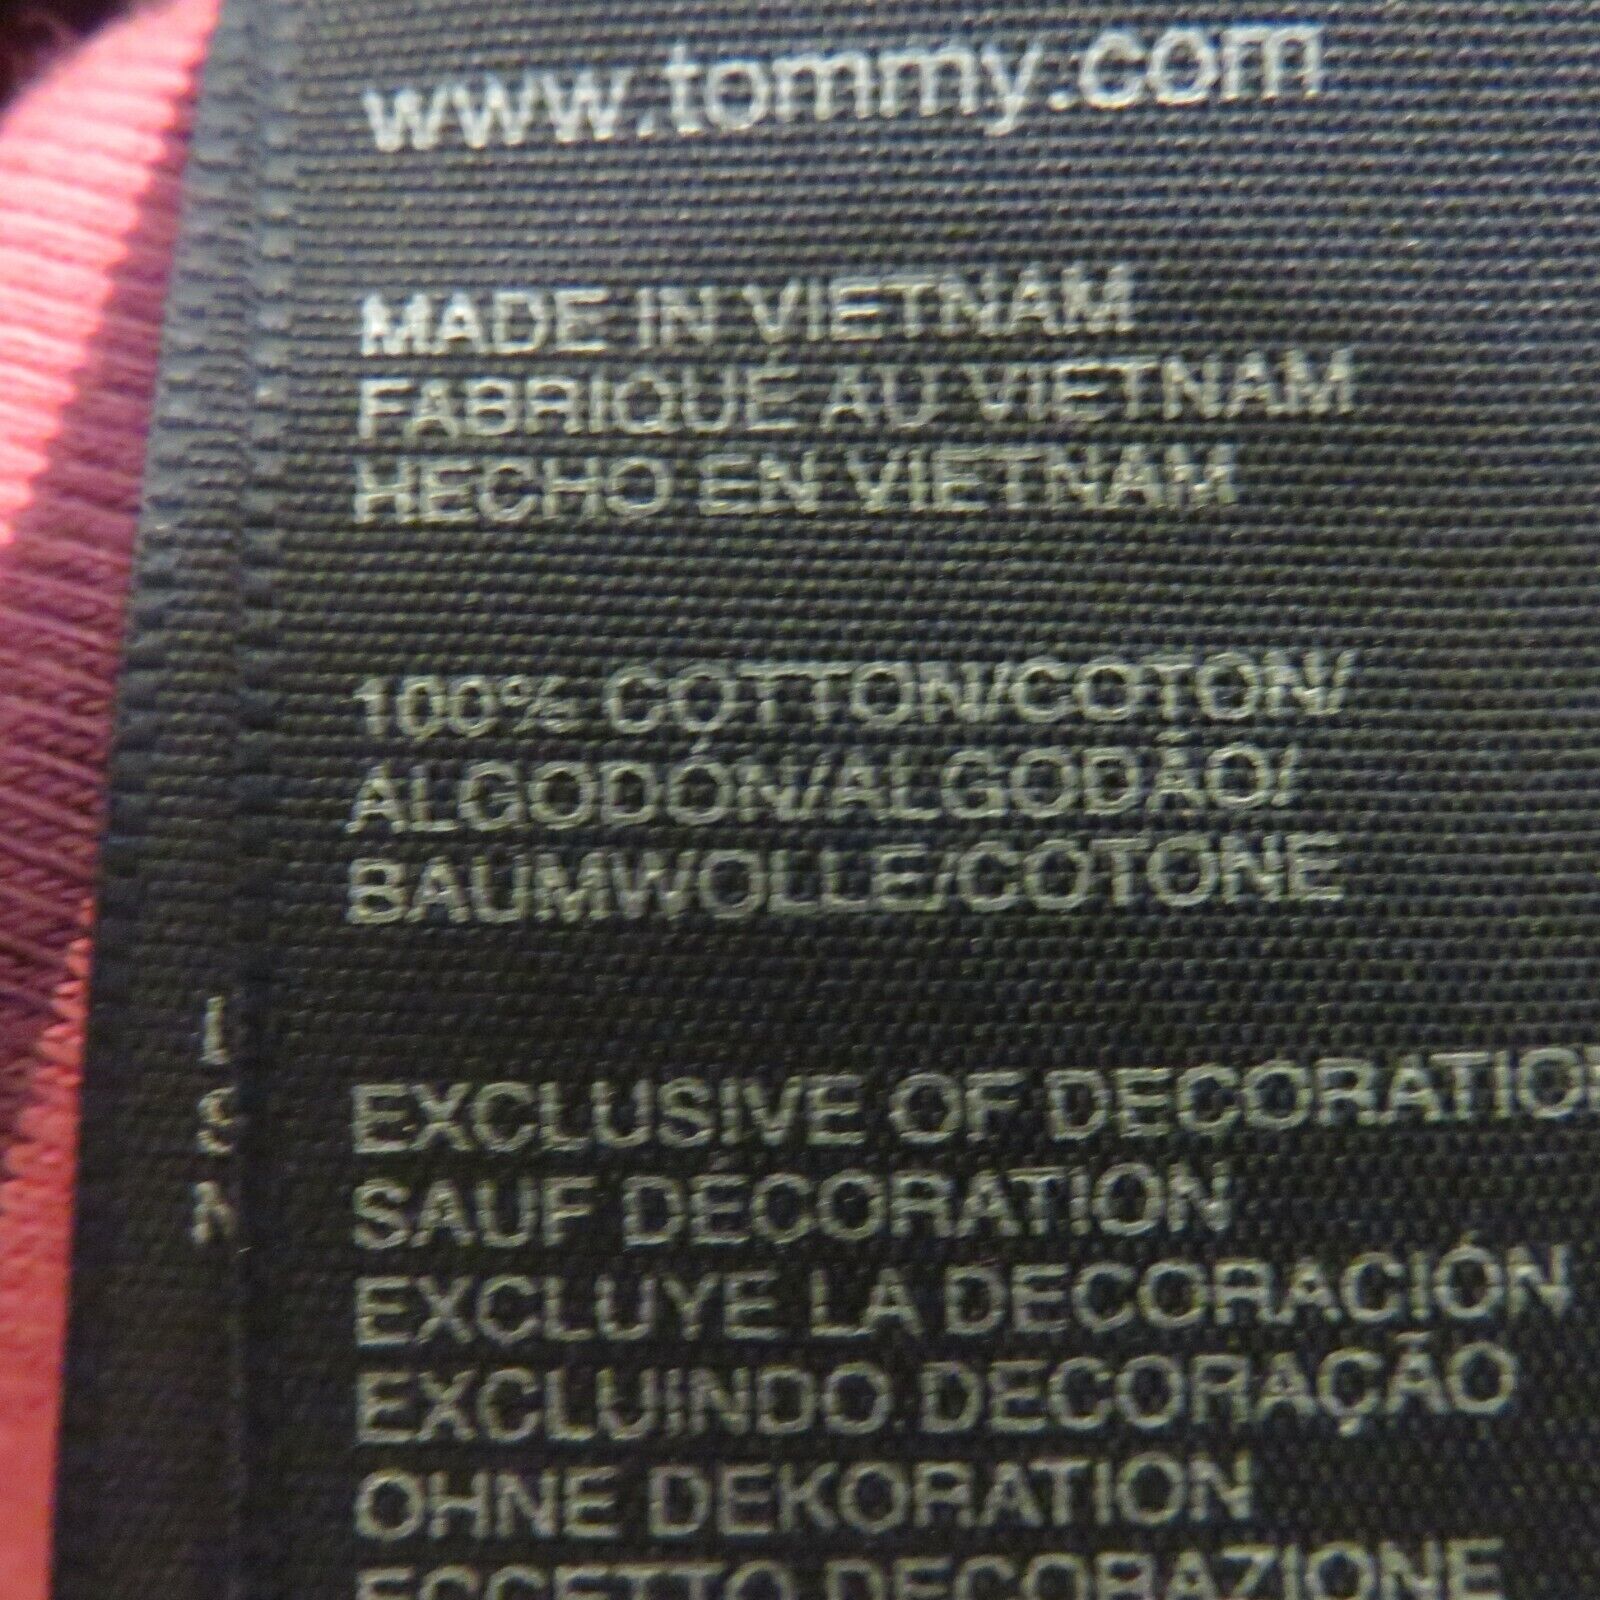 www.tommy.com
MADE IN VIETNAM
FABRIQUÉ AU VIETNAM
HECHO EN VIETNAM
100% COTTON/COTON/
ALGODÓN/ALGODÃO/
BAUMWOLLE/COTONE
EXCLUSIVE OF DECORATION
SAUF DÉCORATION
EXCLUYE LA DECORACIÓN
EXCLUINDO DECORAÇÃO
OHNE DEKORATION
ECCETTO DECORAZIONE